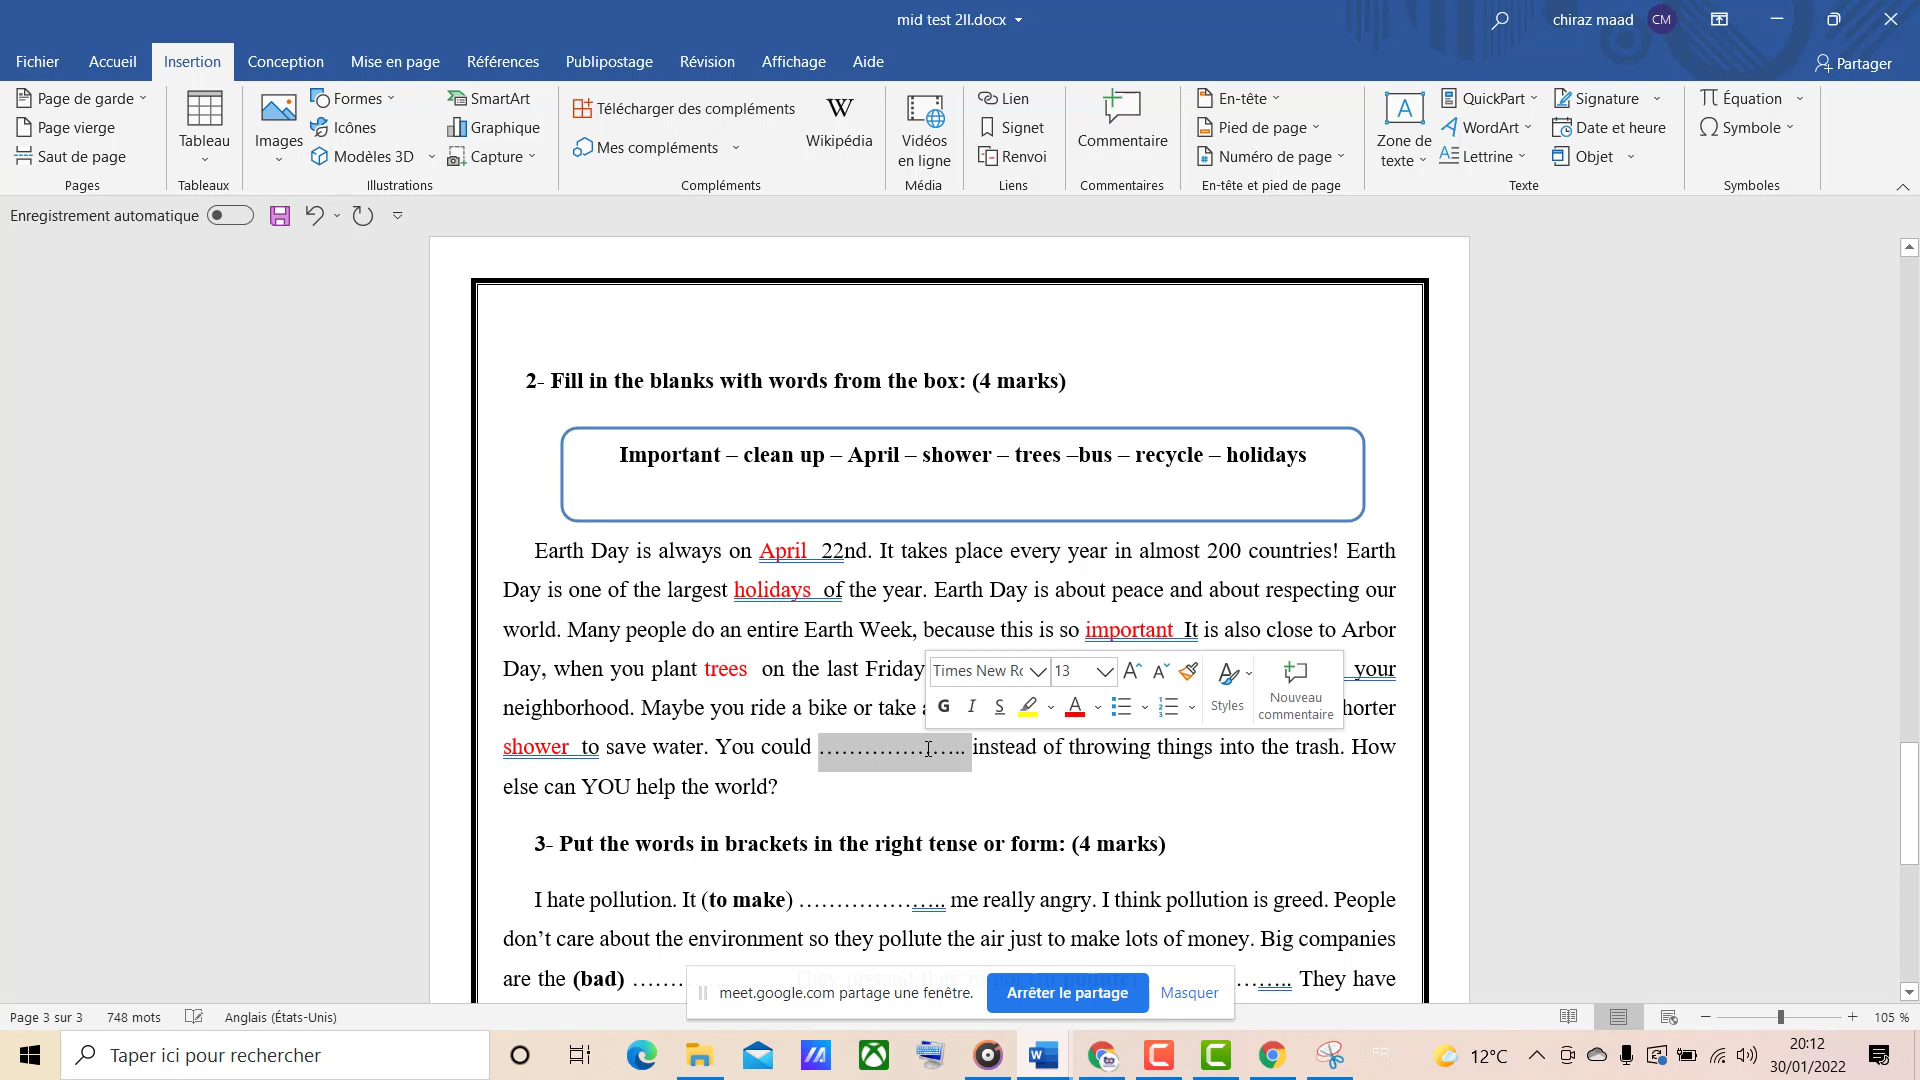 mid test 2II.docx
chiraz maad
CM
Fichier Accueil Insertion Conception Mise en page Références Publipostage Révision Affichage Aide
Partager
Page de garde
Page vierge
Saut de page
Pages
Tableau
Tableaux
Images
Formes
Icônes
Modèles 3D
SmartArt
Graphique
Capture
Illustrations
Télécharger des compléments
Mes compléments
W
Wikipédia
Compléments
Vidéos
en ligne
Média
Lien
Signet
Renvoi
Liens
Commentaire
Commentaires
En-tête
Pied de page
Numéro de page
En-tête et pied de page
Zone de
texte
QuickPart
WordArt
Lettrine
Signature
Date et heure
Objet
Texte
Équation
Symbole
Symboles
Enregistrement automatique
2- Fill in the blanks with words from the box: (4 marks)
Important – clean up – April – shower – trees –bus – recycle – holidays
Earth Day is always on April 22nd. It takes place every year in almost 200 countries! Earth
Day is one of the largest holidays of the year. Earth Day is about peace and about respecting our
world. Many people do an entire Earth Week, because this is so important It is also close to Arbor
Day, when you plant trees on the last Friday your
neighborhood. Maybe you ride a bike or take horter
shower to save water. You could ………………….. instead of throwing things into the trash. How
else can YOU help the world?
Times New Ro 13
G I S
Styles
Nouveau
commentaire
3- Put the words in brackets in the right tense or form: (4 marks)
I hate pollution. It (to make) ………………….. me really angry. I think pollution is greed. People
don’t care about the environment so they pollute the air just to make lots of money. Big companies
are the (bad) ……. …….. They have
meet.google.com partage une fenêtre.
Arrêter le partage
Masquer
Page 3 sur 3
748 mots
Anglais (États-Unis)
105 %
Taper ici pour rechercher
FR
12°C
20:12
30/01/2022